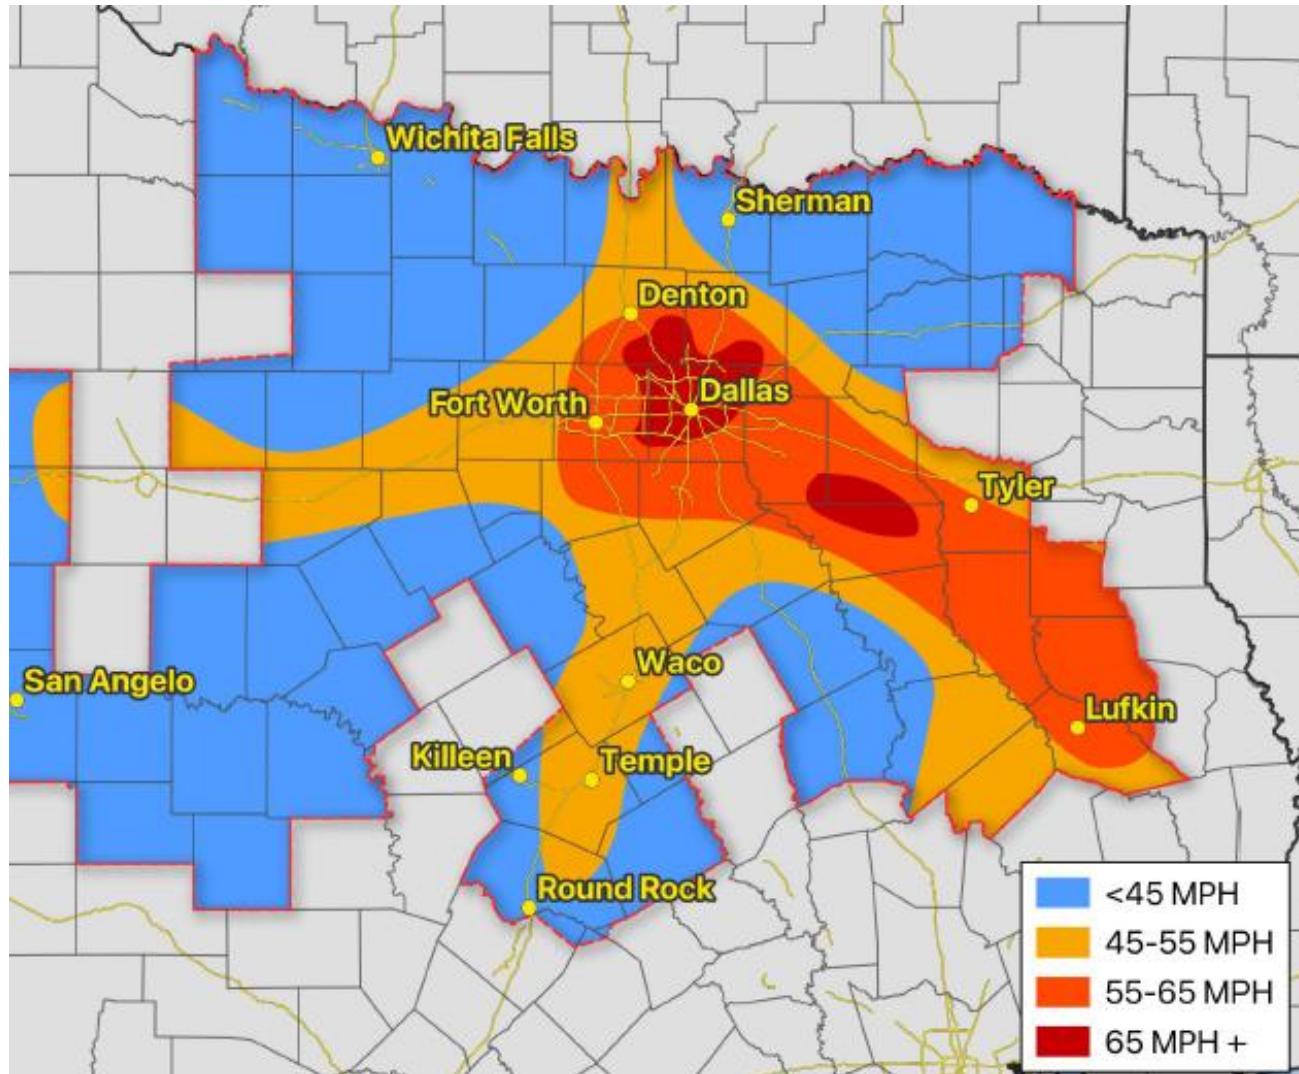 Wichita Falls
Sherman
Denton
Dallas
Fort Worth
Tyler
Waco
San Angelo
Lufkin
Killeen
Temple
Round Rock
<45 MPH
45-55 MPH
55-65 MPH
65 MPH +